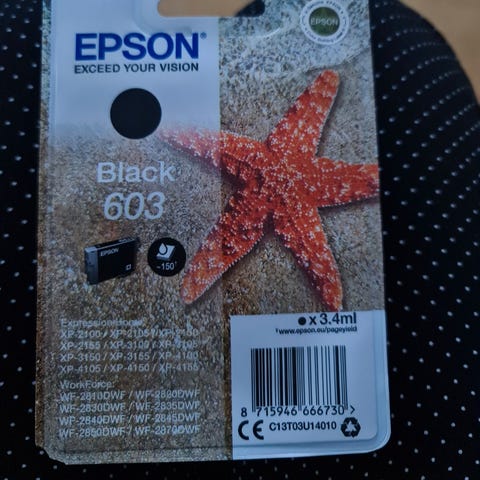 EPSON
EPSON®
EXCEED YOUR VISION
Black
603
EPSON
~150*
x 3.4ml
www.epson.eu/pageyield
Expression Home:
XP-2100 / XP-2105 / XP-2150
XP-2155 / XP-3100 / XP-3105
XP-3150 / XP-3155 / XP-4100
XP-4105 / XP-4150 / XP-4155
WorkForce:
WF-2810DWF / WF-2820DWF
WF-2830DWF / WF-2835DWF
WF-2840DWF / WF-2845DWF
WF-2850DWF / WF-2870DWF
8 715946 666730 >
CE C13T03U14010